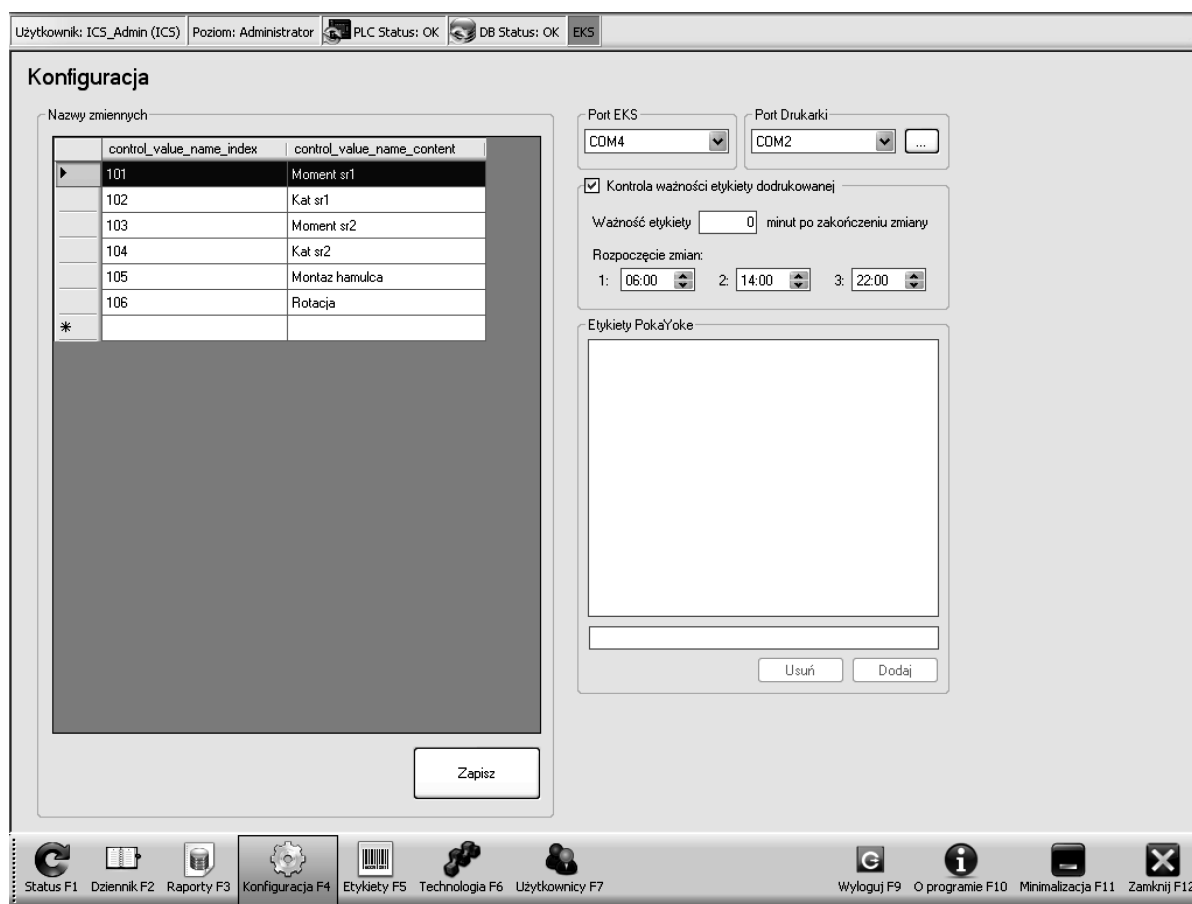 Użytkownik: ICS_Admin (ICS) Poziom: Administrator PLC Status: OK DB Status: OK EKS
Konfiguracja
Nazwy zmiennych
control_value_name_index control_value_name_content
101 Moment sr1
102 Kat sr1
103 Moment sr2
104 Kat sr2
105 Montaz hamulca
106 Rotacja
Zapisz
Port EKS Port Drukarki
COM4 COM2 ...
Kontrola ważności etykiety dodrukowanej
Ważność etykiety 0 minut po zakończeniu zmiany
Rozpoczęcie zmian:
1: 06:00 2: 14:00 3: 22:00
Etykiety PokaYoke
Usuń Dodaj
Status F1 Dziennik F2 Raporty F3 Konfiguracja F4 Etykiety F5 Technologia F6 Użytkownicy F7 Wyloguj F9 O programie F10 Minimalizacja F11 Zamknij F12